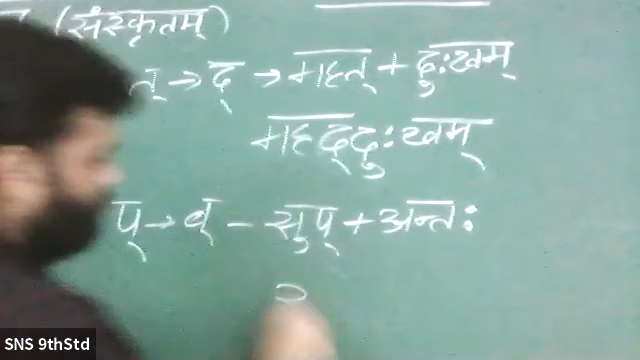 (संस्कृतम्)
त् → द् → महत् + दुःखम्
महद्दुःखम्
प् → ब् – सुप् + अन्तः
SNS 9thStd